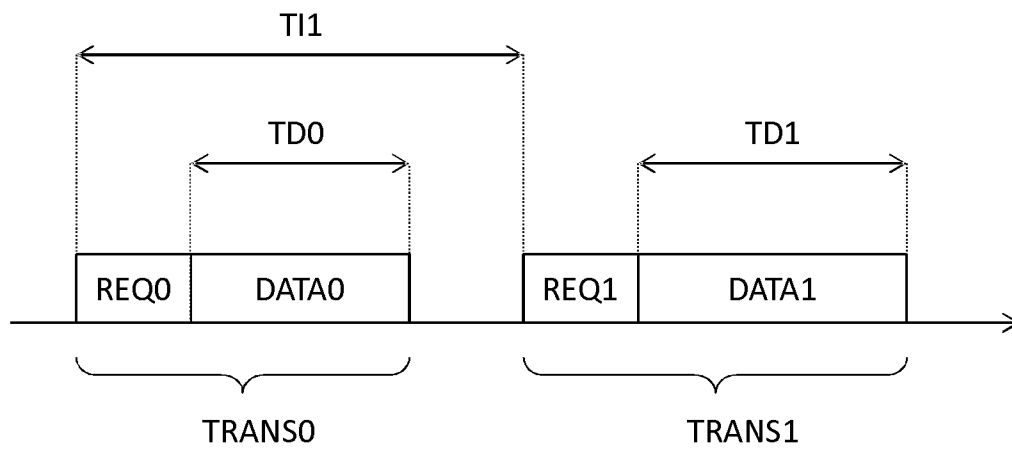 TI1
TD0
TD1
REQ0
DATA0
REQ1
DATA1
TRANS0
TRANS1